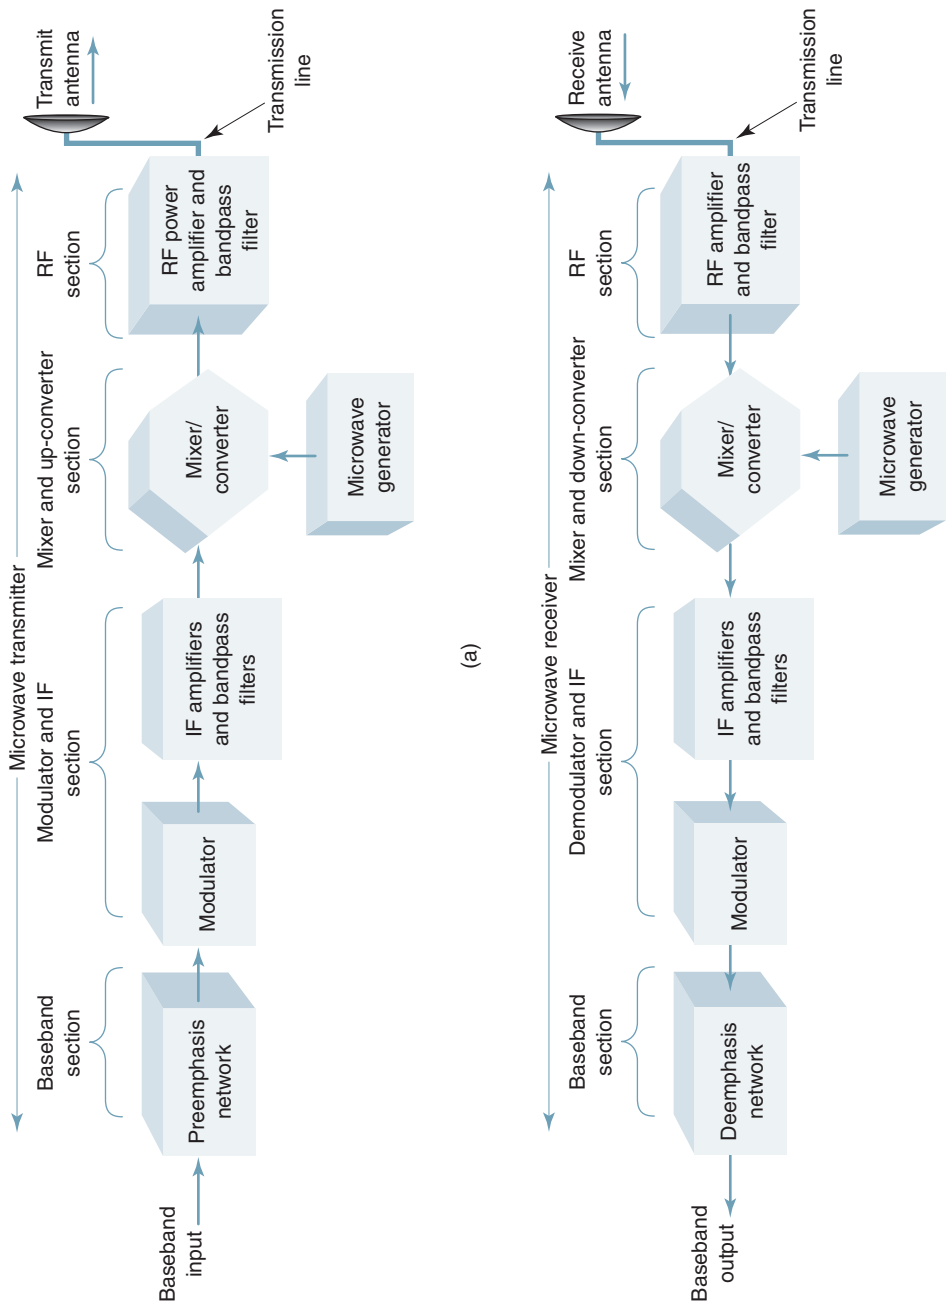 Microwave transmitter
Baseband
section
Modulator and IF
section
Mixer and up-converter
section
RF
section
Transmit
antenna
Baseband
input
Preemphasis
network
Modulator
IF amplifiers
and bandpass
filters
Mixer/
converter
RF power
amplifier and
bandpass
filter
Microwave
generator
Transmission
line
(a)
Microwave receiver
Baseband
section
Demodulator and IF
section
Mixer and down-converter
section
RF
section
Receive
antenna
Baseband
output
Deemphasis
network
Modulator
IF amplifiers
and bandpass
filters
Mixer/
converter
RF amplifier
and bandpass
filter
Microwave
generator
Transmission
line